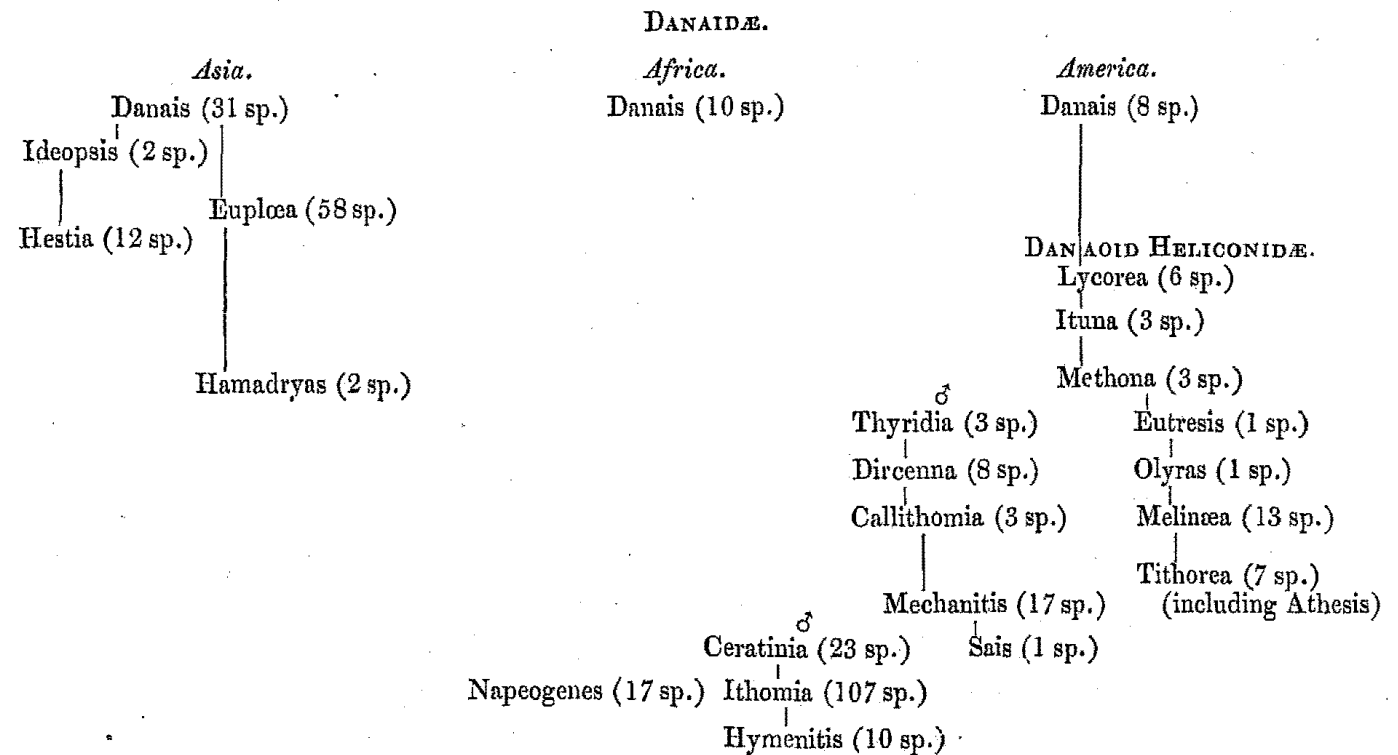 DANAIDÆ.
Asia. Africa. America.
Danais (31 sp.) Danais (10 sp.) Danais (8 sp.)
Ideopsis (2 sp.)
Euplœa (58 sp.)
Hestia (12 sp.)
DANAOID HELICONIDÆ.
Lycorea (6 sp.)
Ituna (3 sp.)
Hamadryas (2 sp.) Methona (3 sp.)
♂
Thyridia (3 sp.) Eutresis (1 sp.)
Dircenna (8 sp.) Olyras (1 sp.)
Callithomia (3 sp.) Melinæa (13 sp.)
Tithorea (7 sp.)
Mechanitis (17 sp.) (including Athesis)
♂
Ceratinia (23 sp.) Sais (1 sp.)
Napeogenes (17 sp.) Ithomia (107 sp.)
Hymenitis (10 sp.)